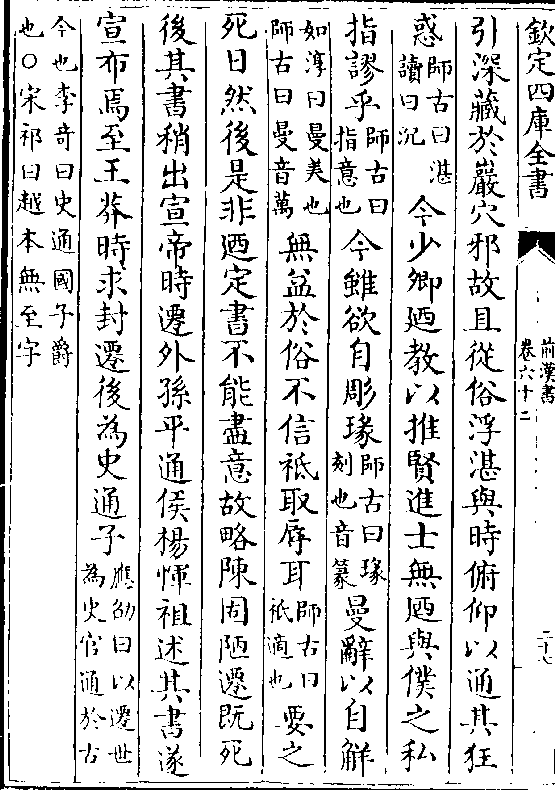 欽定四庫全書
前漢書
卷六十二
二十七
引深藏於巖穴邪故且從俗浮湛與時俯仰以通其狂
惑師古曰湛讀曰沉今少卿廼教以推賢進士無廼與僕之私
指謬乎師古曰指意也今雖欲自彫瑑師古曰瑑刻也音篆曼辭以自解
如淳曰曼美也師古曰曼音萬無益於俗不信祗取辱耳師古曰祇適也要之
死日然後是非廼定書不能盡意故略陳固陋遷既死
後其書稍出宣帝時遷外孫平通侯楊惲祖述其書遂
宣布焉至王莽時求封遷後為史通子應劭曰以遷世為史官通於古
今也李奇曰史通國子爵也○宋祁曰越本無至字